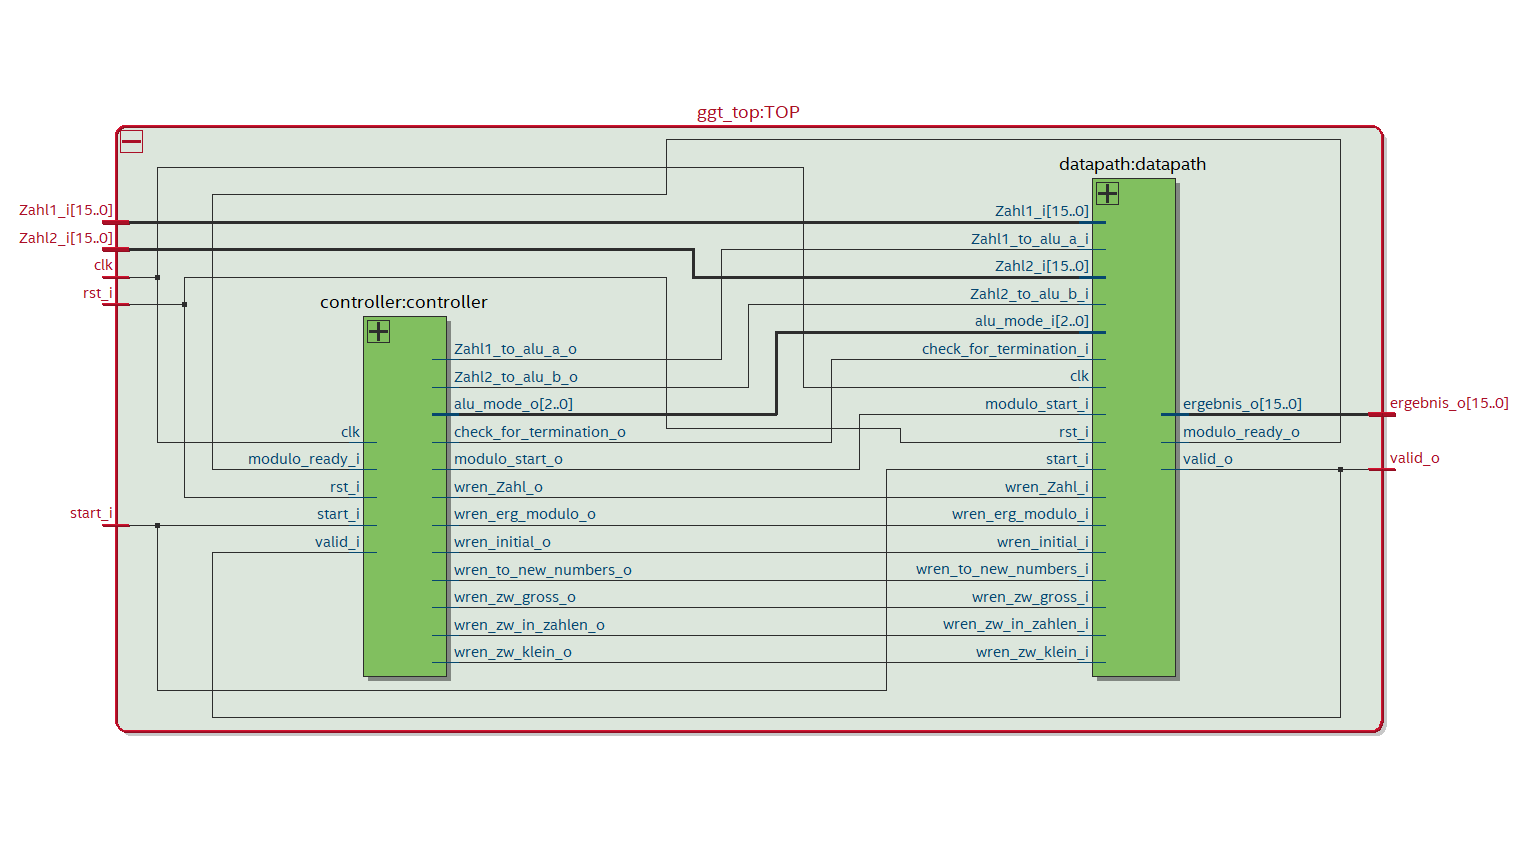 ggt_top:TOP
datapath:datapath
Zahl1_i[15..0]
Zahl2_i[15..0]
clk
rst_i
start_i
controller:controller
clk
modulo_ready_i
rst_i
start_i
valid_i
Zahl1_to_alu_a_o
Zahl2_to_alu_b_o
alu_mode_o[2..0]
check_for_termination_o
modulo_start_o
wren_Zahl_o
wren_erg_modulo_o
wren_initial_o
wren_to_new_numbers_o
wren_zw_gross_o
wren_zw_in_zahlen_o
wren_zw_klein_o
Zahl1_i[15..0]
Zahl1_to_alu_a_i
Zahl2_i[15..0]
Zahl2_to_alu_b_i
alu_mode_i[2..0]
check_for_termination_i
clk
modulo_start_i
rst_i
start_i
wren_Zahl_i
wren_erg_modulo_i
wren_initial_i
wren_to_new_numbers_i
wren_zw_gross_i
wren_zw_in_zahlen_i
wren_zw_klein_i
ergebnis_o[15..0]
modulo_ready_o
valid_o
ergebnis_o[15..0]
valid_o